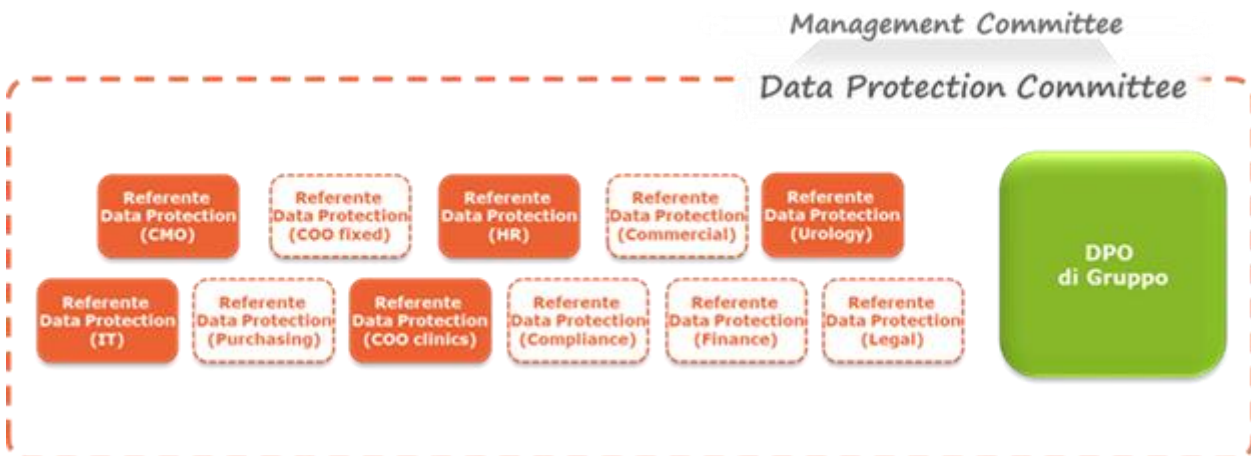 Management Committee
Data Protection Committee
Referente
Data Protection
(CMO)
Referente
Data Protection
(COO fixed)
Referente
Data Protection
(HR)
Referente
Data Protection
(Commercial)
Referente
Data Protection
(Urology)
DPO
di Gruppo
Referente
Data Protection
(IT)
Referente
Data Protection
(Purchasing)
Referente
Data Protection
(COO clinics)
Referente
Data Protection
(Compliance)
Referente
Data Protection
(Finance)
Referente
Data Protection
(Legal)